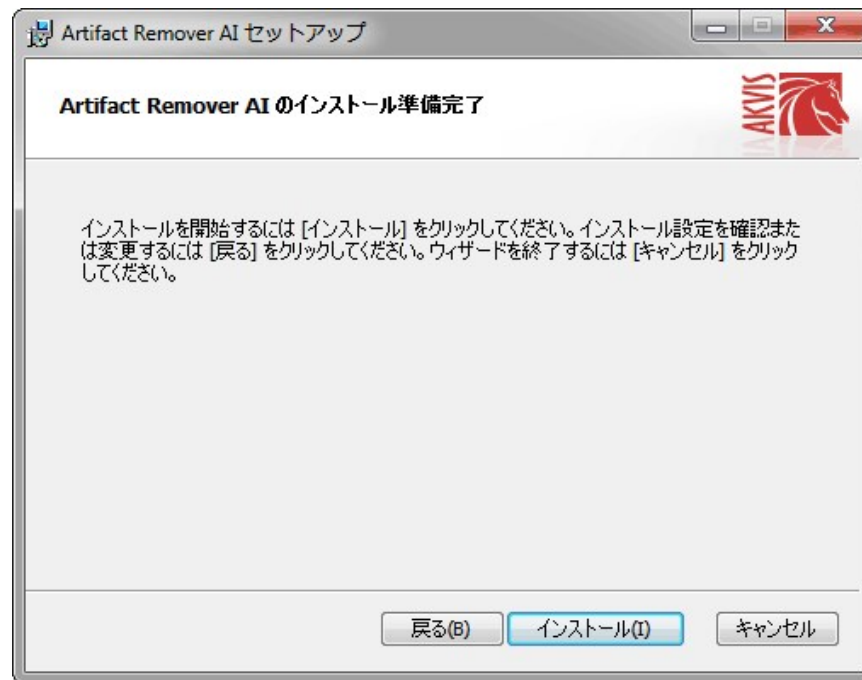 Artifact Remover AI セットアップ
Artifact Remover AI のインストール準備完了
AKVIS
インストールを開始するには [インストール] をクリックしてください。インストール設定を確認また
は変更するには [戻る] をクリックしてください。ウィザードを終了するには [キャンセル] をクリック
してください。
戻る(B)
インストール(I)
キャンセル